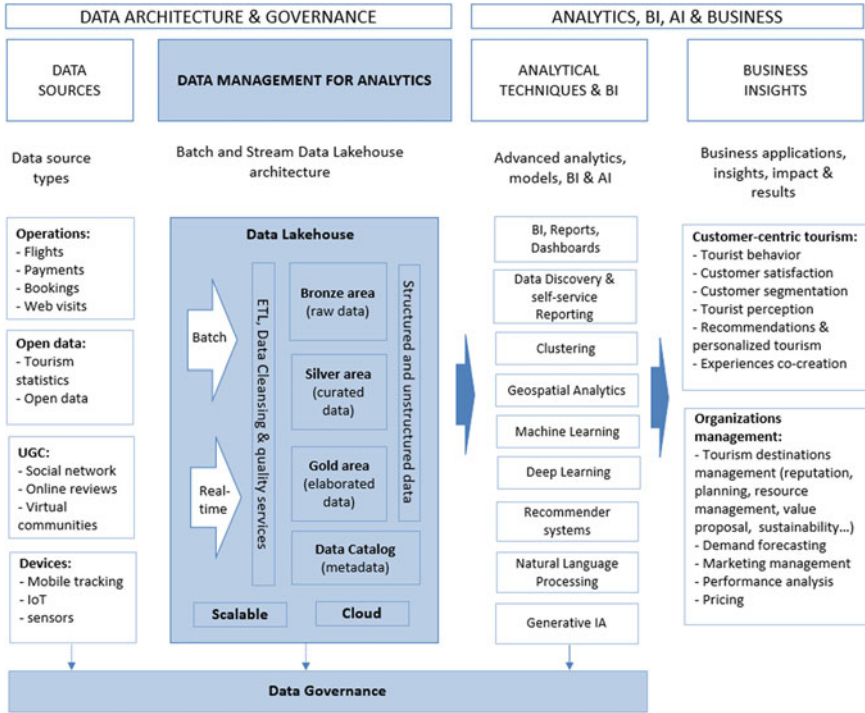 DATA ARCHITECTURE & GOVERNANCE
ANALYTICS, BI, AI & BUSINESS
DATA
SOURCES
DATA MANAGEMENT FOR ANALYTICS
ANALYTICAL
TECHNIQUES & BI
BUSINESS
INSIGHTS
Data source
types
Batch and Stream Data Lakehouse
architecture
Advanced analytics,
models, BI & AI
Business applications,
insights, impact &
results
Operations:
- Flights
- Payments
- Bookings
- Web visits
Open data:
- Tourism
statistics
- Open data
UGC:
- Social network
- Online reviews
- Virtual
communities
Devices:
- Mobile tracking
- IoT
- sensors
Data Lakehouse
Batch
Real-
time
ETL, Data Cleansing & quality services
Bronze area
(raw data)
Silver area
(curated
data)
Gold area
(elaborated
data)
Structured and unstructured data
Data Catalog
(metadata)
Scalable
Cloud
BI, Reports,
Dashboards
Data Discovery &
self-service
Reporting
Clustering
Geospatial Analytics
Machine Learning
Deep Learning
Recommender
systems
Natural Language
Processing
Generative IA
Customer-centric tourism:
- Tourist behavior
- Customer satisfaction
- Customer segmentation
- Tourist perception
- Recommendations &
personalized tourism
- Experiences co-creation
Organizations
management:
- Tourism destinations
management (reputation,
planning, resource
management, value
proposal, sustainability...)
- Demand forecasting
- Marketing management
- Performance analysis
- Pricing
Data Governance